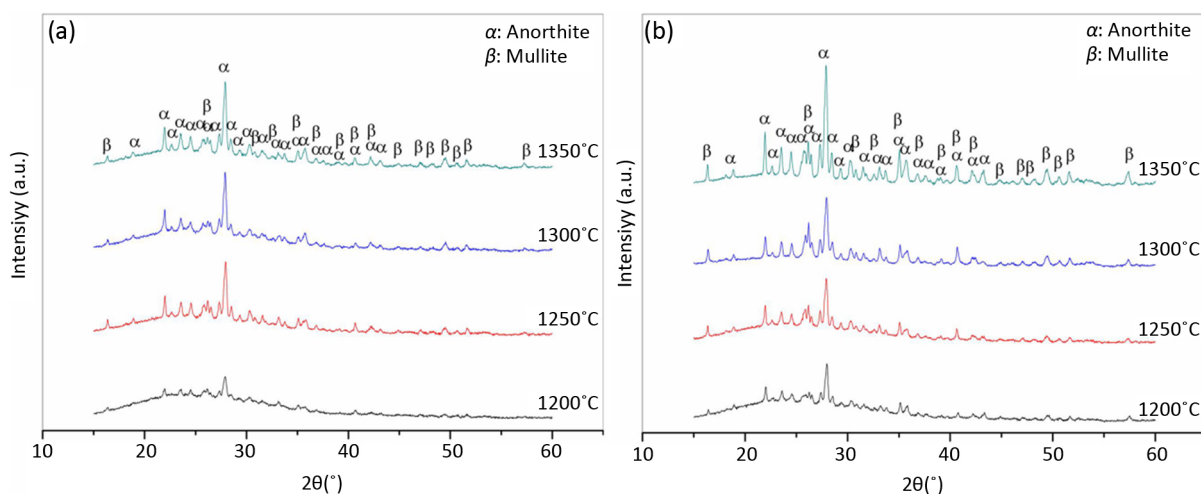 (a)
α: Anorthite
β: Mullite
α
β
α
β
α α α α α α
β β β β β
α α α β α
α α α α α α β α α α
β α α β β β β β
β
1350˚C
1300˚C
1250˚C
1200˚C
Intensiyy (a.u.)
10 20 30 40 50 60
2θ(˚)
(b)
α: Anorthite
β: Mullite
α
α β
α α α α α β β β β β
β α α α α α α α α α α α α α α α
β β β β β β
1350˚C
1300˚C
1250˚C
1200˚C
Intensiyy (a.u.)
10 20 30 40 50 60
2θ(˚)